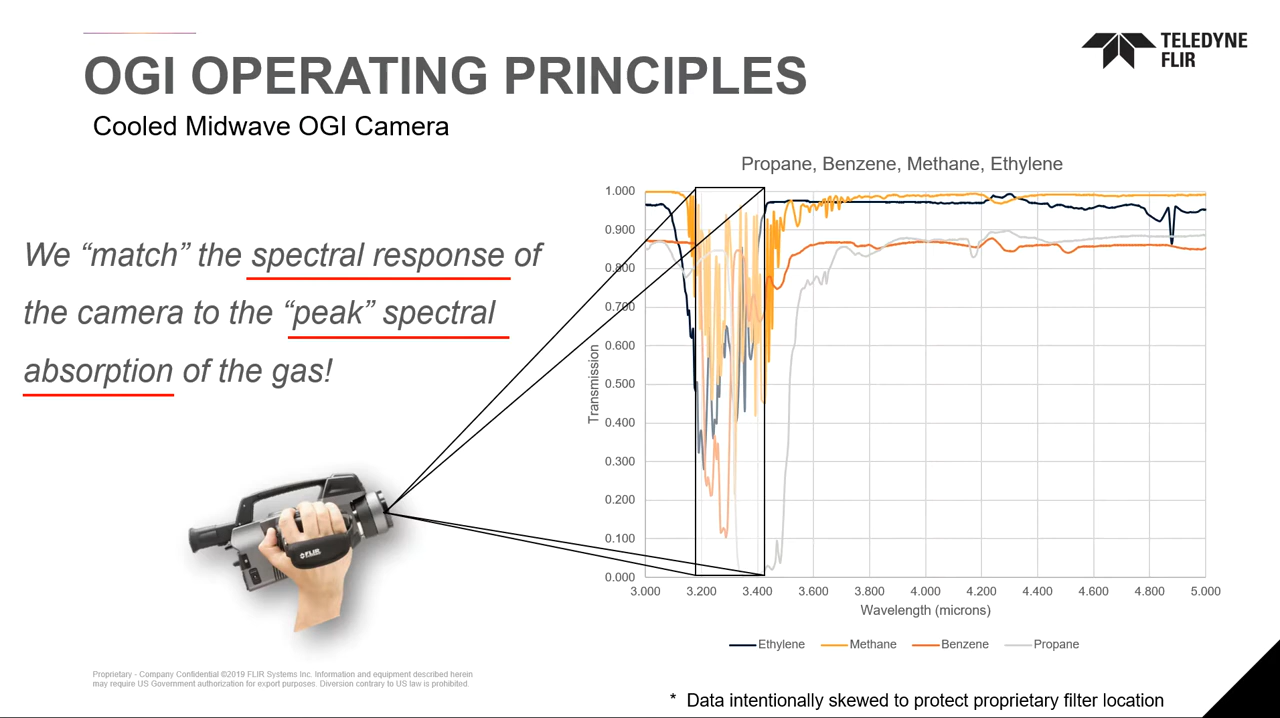 OGI OPERATING PRINCIPLES
TELEDYNE
FLIR
Cooled Midwave OGI Camera
We “match” the spectral response of
the camera to the “peak” spectral
absorption of the gas!
FLIR
Propane, Benzene, Methane, Ethylene
1.000
0.900
0.800
0.700
0.600
0.500
0.400
0.300
0.200
0.100
0.000
Transmission
3.000 3.200 3.400 3.600 3.800 4.000 4.200 4.400 4.600 4.800 5.000
Wavelength (microns)
Ethylene Methane Benzene Propane
Proprietary - Company Confidential ©2019 FLIR Systems Inc. Information and equipment described herein
may require US Government authorization for export purposes. Diversion contrary to US law is prohibited.
* Data intentionally skewed to protect proprietary filter location